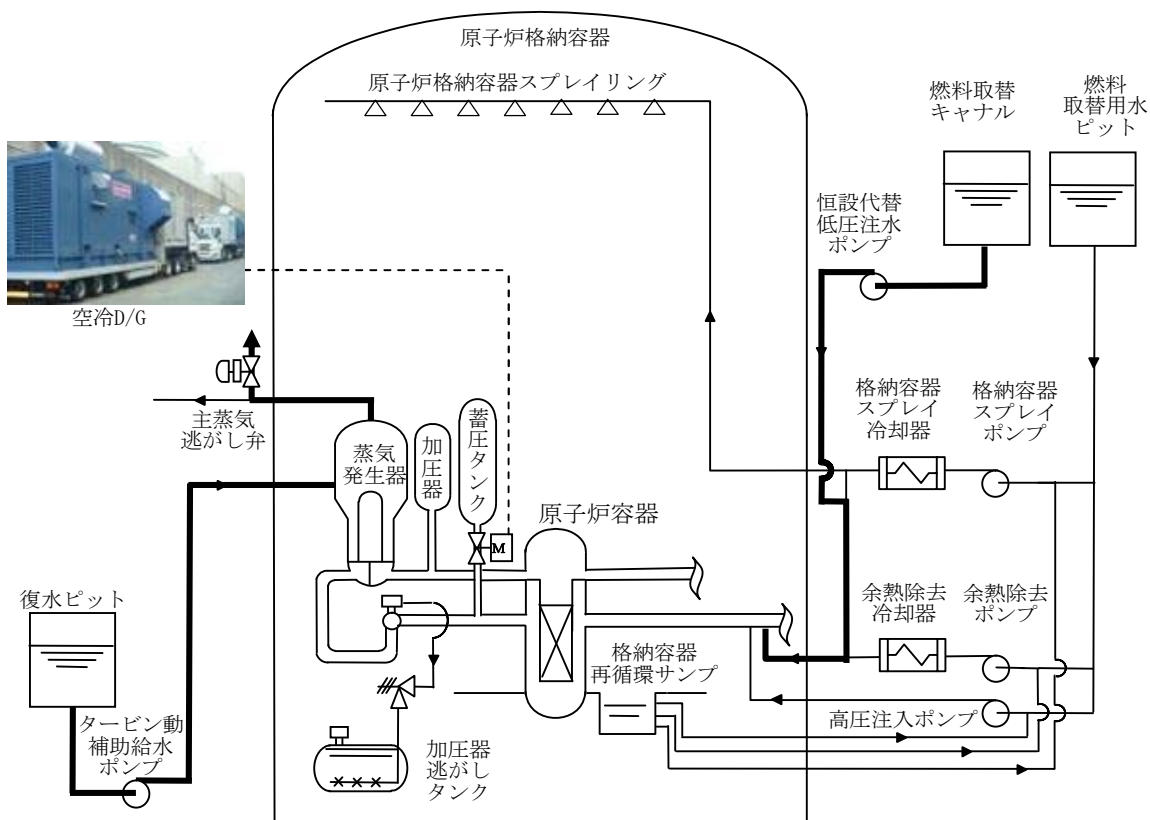 原子炉格納容器
原子炉格納容器スプレイリング
燃料取替
キャナル
燃料
取替用水
ピット
恒設代替
低圧注水
ポンプ
空冷D/G
主蒸気
逃がし弁
蒸気
発生器
加圧器
蓄圧タンク
M
原子炉容器
格納容器
スプレイ
冷却器
格納容器
スプレイ
ポンプ
復水ピット
余熱除去
冷却器
余熱除去
ポンプ
格納容器
再循環サンプ
高圧注入ポンプ
タービン動
補助給水
ポンプ
加圧器
逃がし
タンク